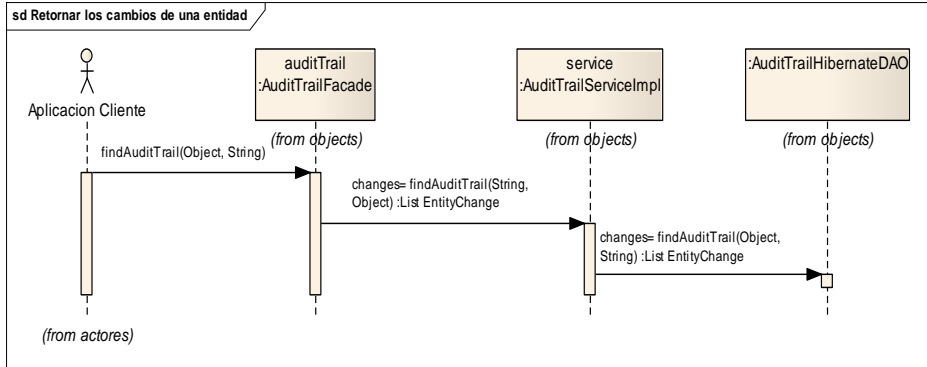 sd Retornar los cambios de una entidad
Aplicacion Cliente
auditTrail
:AuditTrailFacade
(from objects)
service
:AuditTrailServiceImpl
(from objects)
:AuditTrailHibernateDAO
(from objects)
findAuditTrail(Object, String)
changes= findAuditTrail(String,
Object) :List EntityChange
changes= findAuditTrail(Object,
String) :List EntityChange
(from actores)